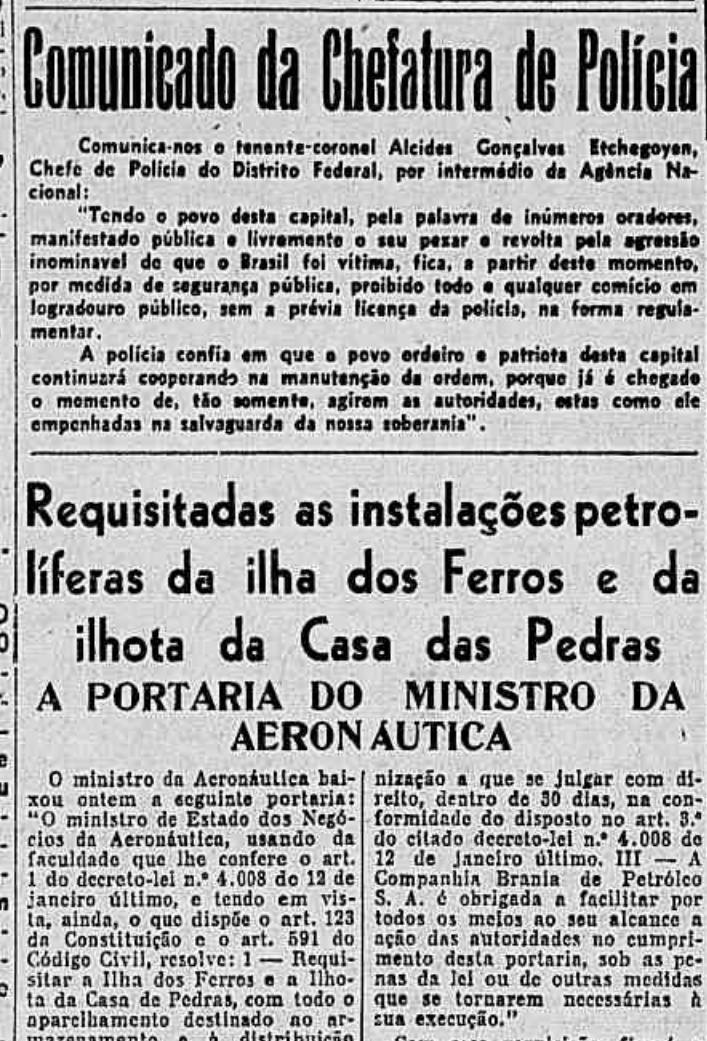 Comunicado da Chefatura de Polícia
Comunica-nos o tenente-coronel Alcides Gonçalves Etchegoyen,
Chefe de Polícia do Distrito Federal, por intermédio da Agência Na-
cional:
"Tendo o povo desta capital, pela palavra de inúmeros oradores,
manifestado pública e livremente o seu pezar e revolta pela agressão
inominavel de que o Brasil foi vítima, fica, a partir deste momento,
por medida de segurança pública, proibido todo e qualquer comício em
logradouro público, sem a prévia licença da polícia, na forma regula-
mentar.
A polícia confia em que o povo ordeiro e patriota desta capital
continuará cooperando na manutenção da ordem, porque já é chegado
o momento de, tão somente, agirem as autoridades, estas como ele
empenhadas na salvaguarda da nossa soberania".
Requisitadas as instalações petro-
líferas da ilha dos Ferros e da
ilhota da Casa das Pedras
A PORTARIA DO MINISTRO DA
AERONÁUTICA
O ministro da Aeronáutica bai-
xou ontem a seguinte portaria:
"O ministro de Estado dos Negó-
cios da Aeronáutica, usando da
faculdade que lhe confere o art.
1 do decreto-lei n.º 4.008 de 12 de
janeiro último, e tendo em vis-
ta, ainda, o que dispõe o art. 123
da Constituição e o art. 591 do
Código Civil, resolve: 1 — Requi-
sitar a Ilha dos Ferros e a Ilho-
ta da Casa de Pedras, com todo o
aparelhamento destinado ao ar-
mazenamento e à distribuição
nização a que se julgar com di-
reito, dentro de 30 dias, na con-
formidade do disposto no art. 3.º
do citado decreto-lei n.º 4.008 de
12 de janeiro último. III — A
Companhia Brania de Petróleo
S. A. é obrigada a facilitar por
todos os meios ao seu alcance a
ação das autoridades no cumpri-
mento desta portaria, sob as pe-
nas da lei ou de outras medidas
que se tornarem necessárias à
sua execução."